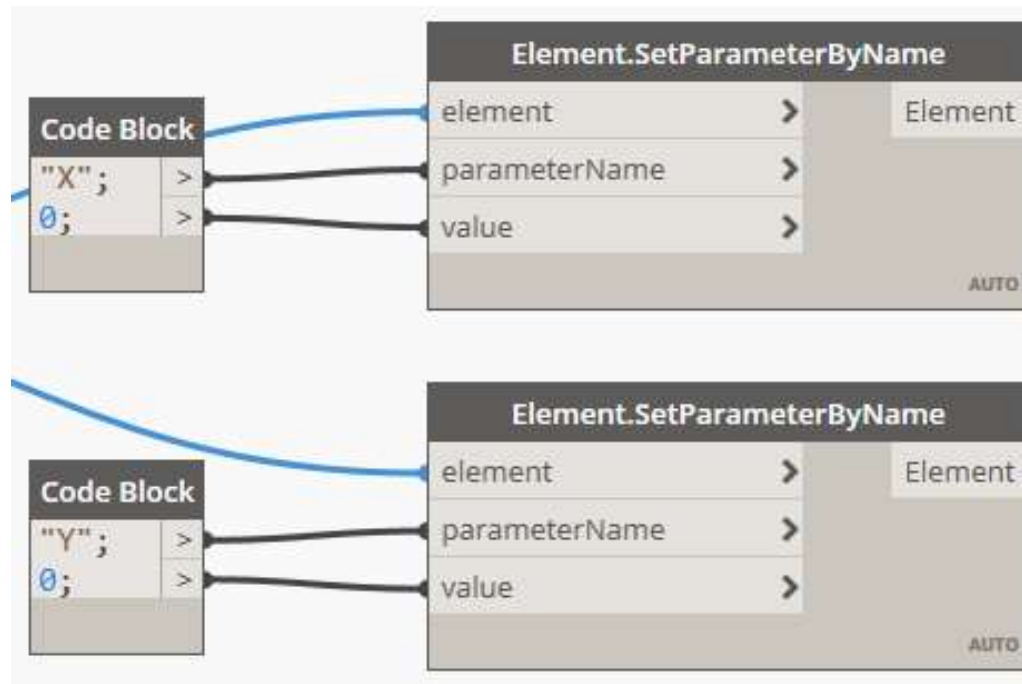 Element.SetParameterByName
element > Element
Code Block
"X"; >
parameterName >
0; >
value >
AUTO
Element.SetParameterByName
element > Element
Code Block
"Y"; >
parameterName >
0; >
value >
AUTO